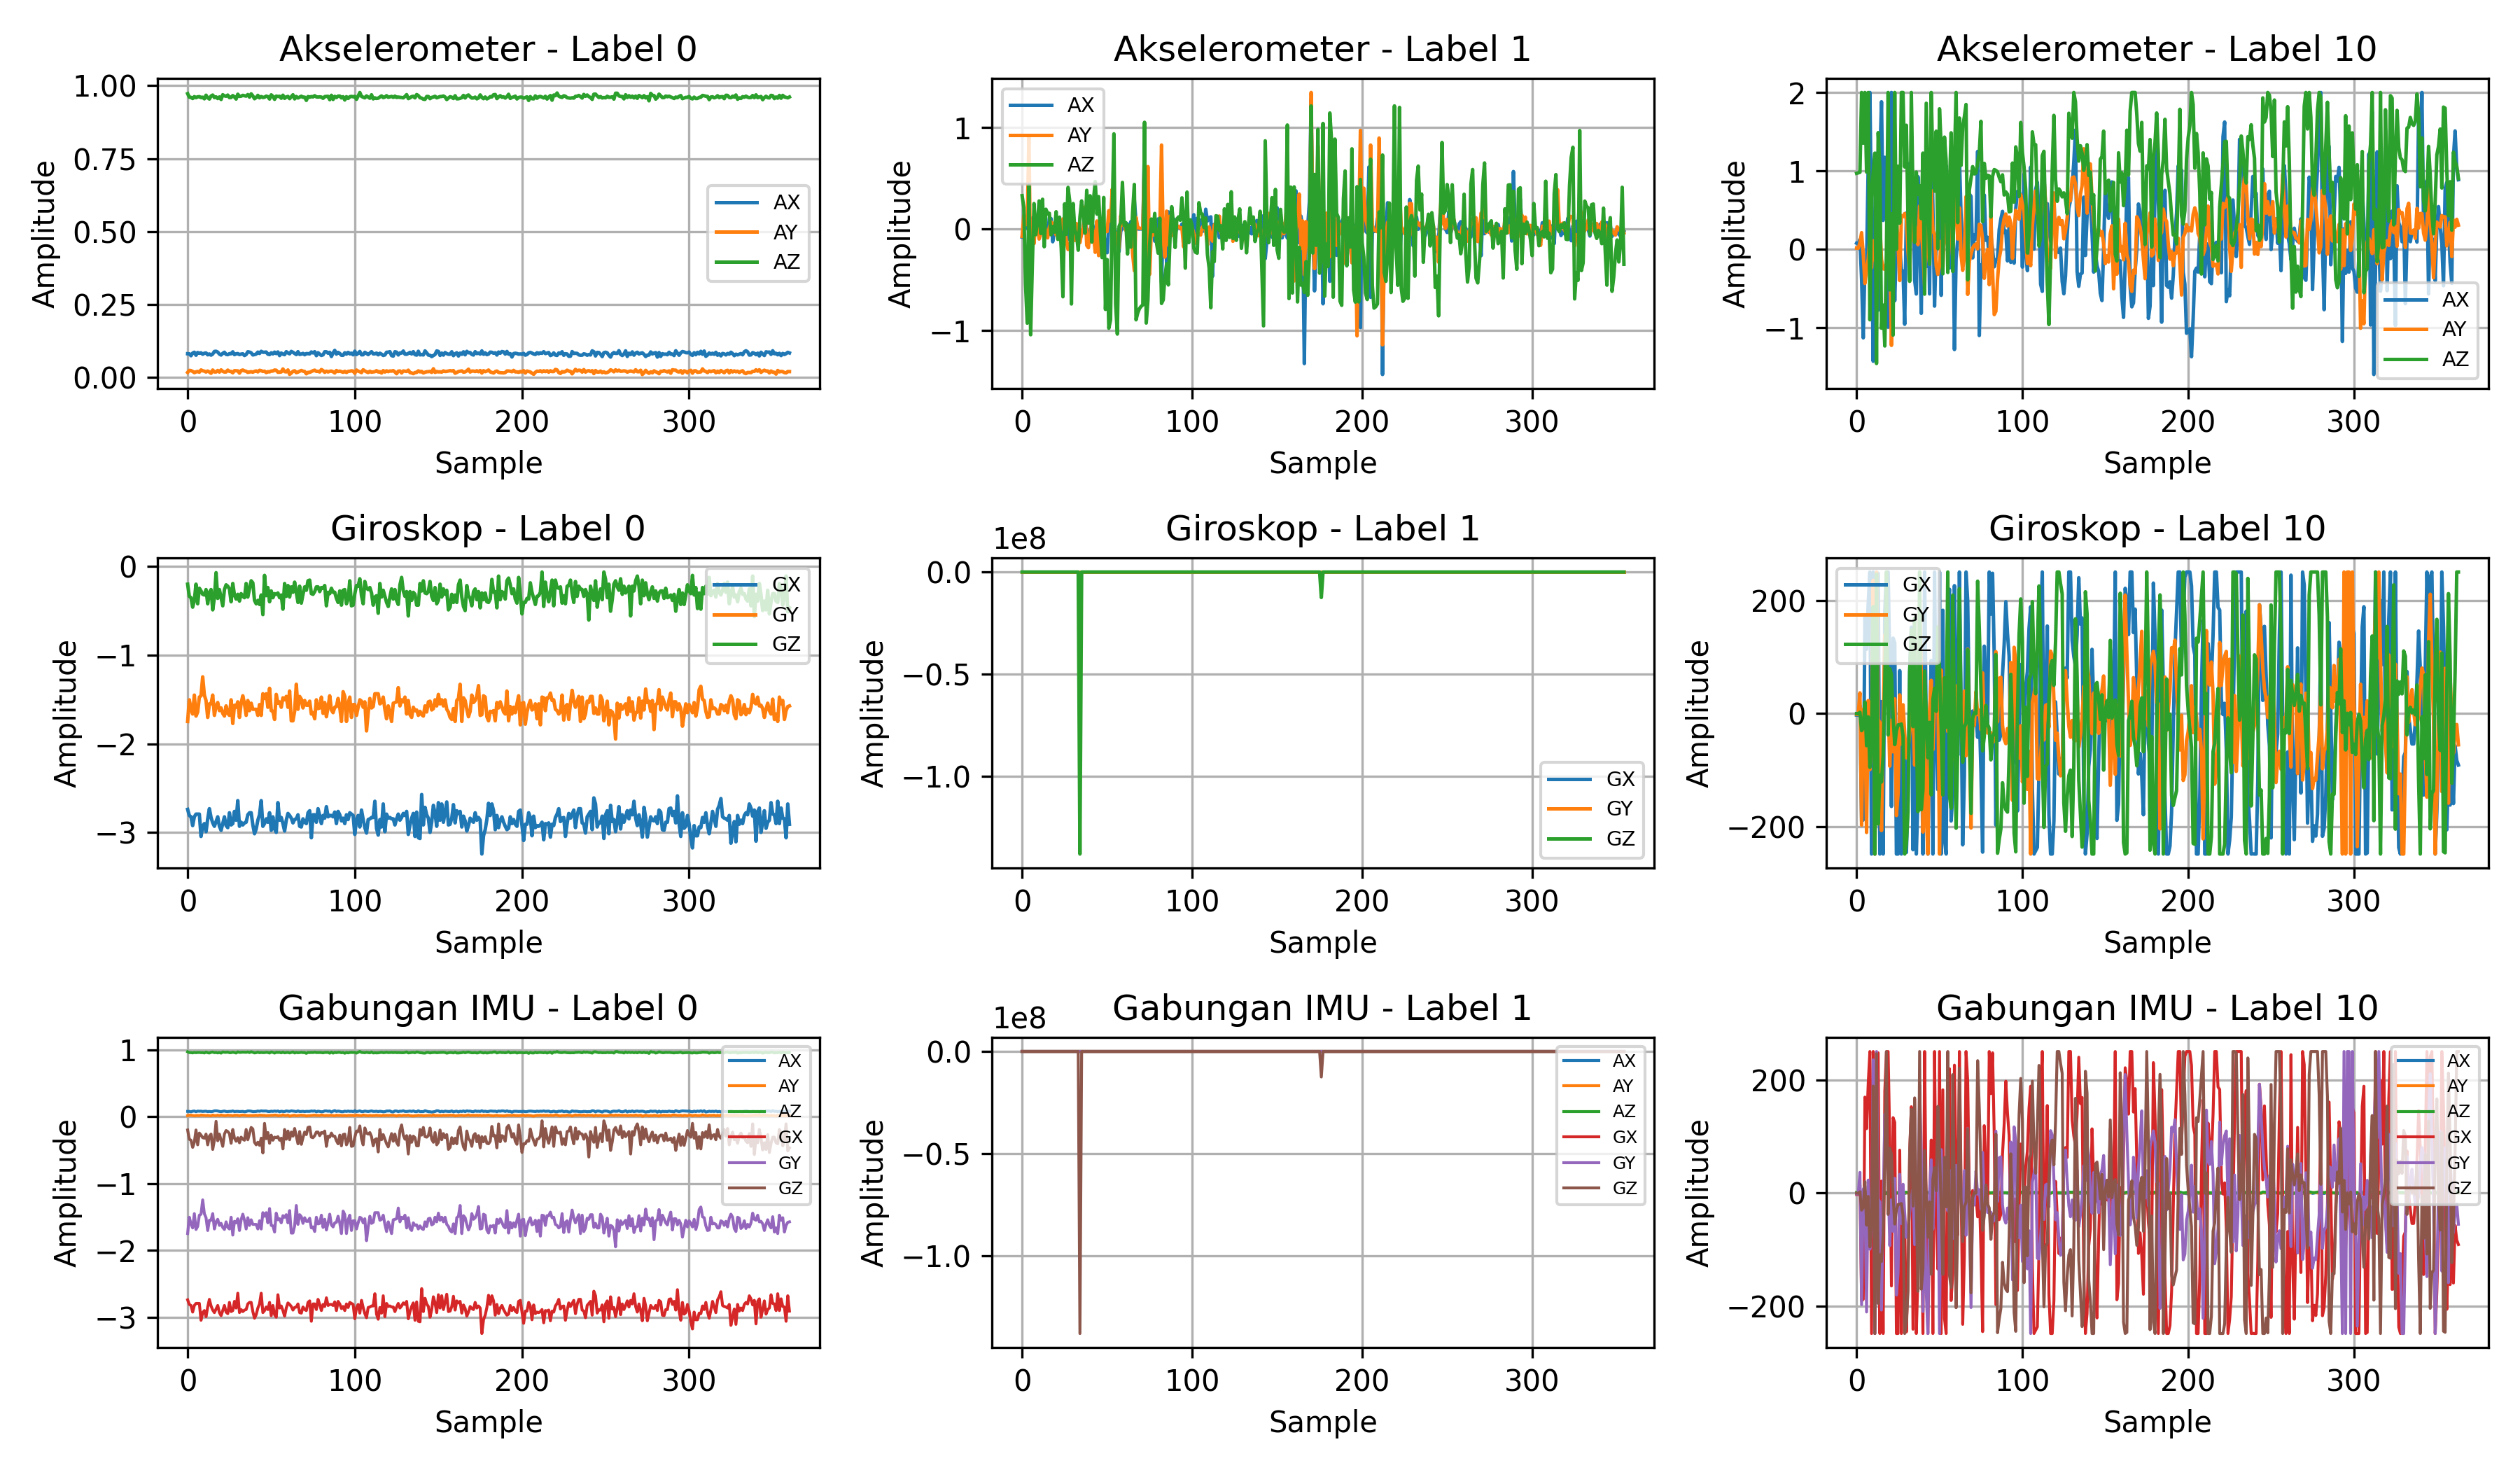 Akselerometer - Label 0
Amplitude
1.00
0.75
0.50
0.25
0.00
AX
AY
AZ
0 100 200 300
Sample
Akselerometer - Label 1
Amplitude
1
0
−1
AX
AY
AZ
0 100 200 300
Sample
Akselerometer - Label 10
Amplitude
2
1
0
−1
AX
AY
AZ
0 100 200 300
Sample
Giroskop - Label 0
Amplitude
0
−1
−2
−3
GX
GY
GZ
0 100 200 300
Sample
Giroskop - Label 1
1e8
Amplitude
0.0
−0.5
−1.0
GX
GY
GZ
0 100 200 300
Sample
Giroskop - Label 10
Amplitude
200
0
−200
GX
GY
GZ
0 100 200 300
Sample
Gabungan IMU - Label 0
Amplitude
1
0
−1
−2
−3
AX
AY
AZ
GX
GY
GZ
0 100 200 300
Sample
Gabungan IMU - Label 1
1e8
Amplitude
0.0
−0.5
−1.0
AX
AY
AZ
GX
GY
GZ
0 100 200 300
Sample
Gabungan IMU - Label 10
Amplitude
200
0
−200
AX
AY
AZ
GX
GY
GZ
0 100 200 300
Sample